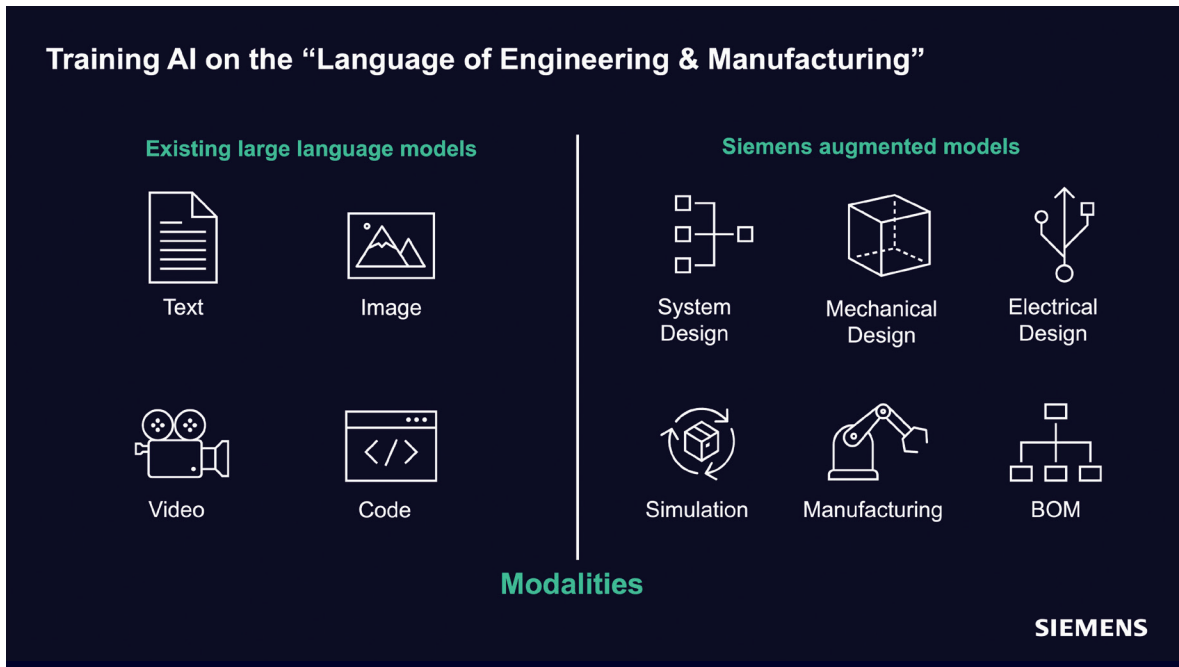 Training AI on the “Language of Engineering & Manufacturing”
Existing large language models
Text
Image
Video
Code
Siemens augmented models
System
Design
Mechanical
Design
Electrical
Design
Simulation
Manufacturing
BOM
Modalities
SIEMENS